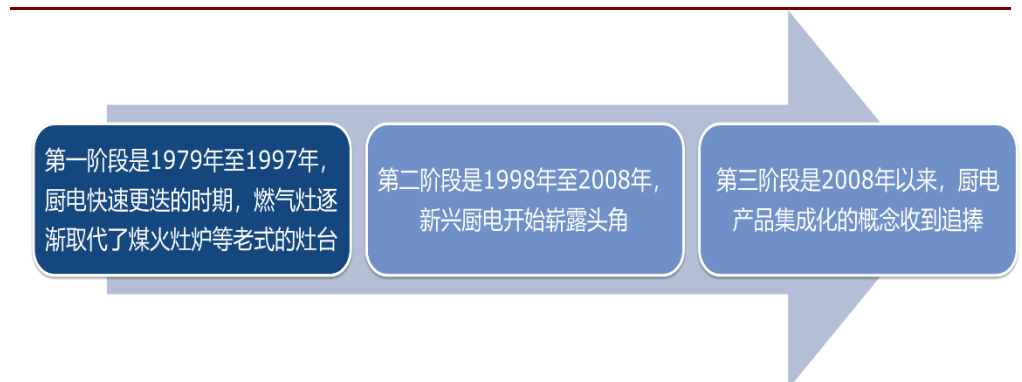 第一阶段是1979年至1997年，
厨电快速更迭的时期，燃气灶逐
渐取代了煤火灶炉等老式的灶台
第二阶段是1998年至2008年，
新兴厨电开始崭露头角
第三阶段是2008年以来，厨电
产品集成化的概念收到追捧